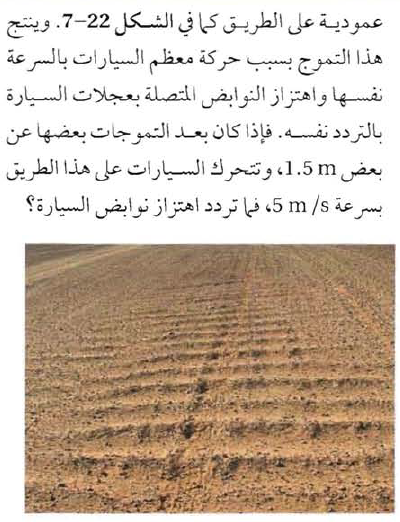 عمودية على الطريق كما في الشكل 22-7. وينتج
هذا التموج بسبب حركة معظم السيارات بالسرعة
نفسها واهتزاز النوابض المتصلة بعجلات السيارة
بالتردد نفسه. فإذا كان بعد التموجات بعضها عن
بعض 1.5 m، وتتحرك السيارات على هذا الطريق
بسرعة 5 m/s، فما تردد اهتزاز نوابض السيارة؟